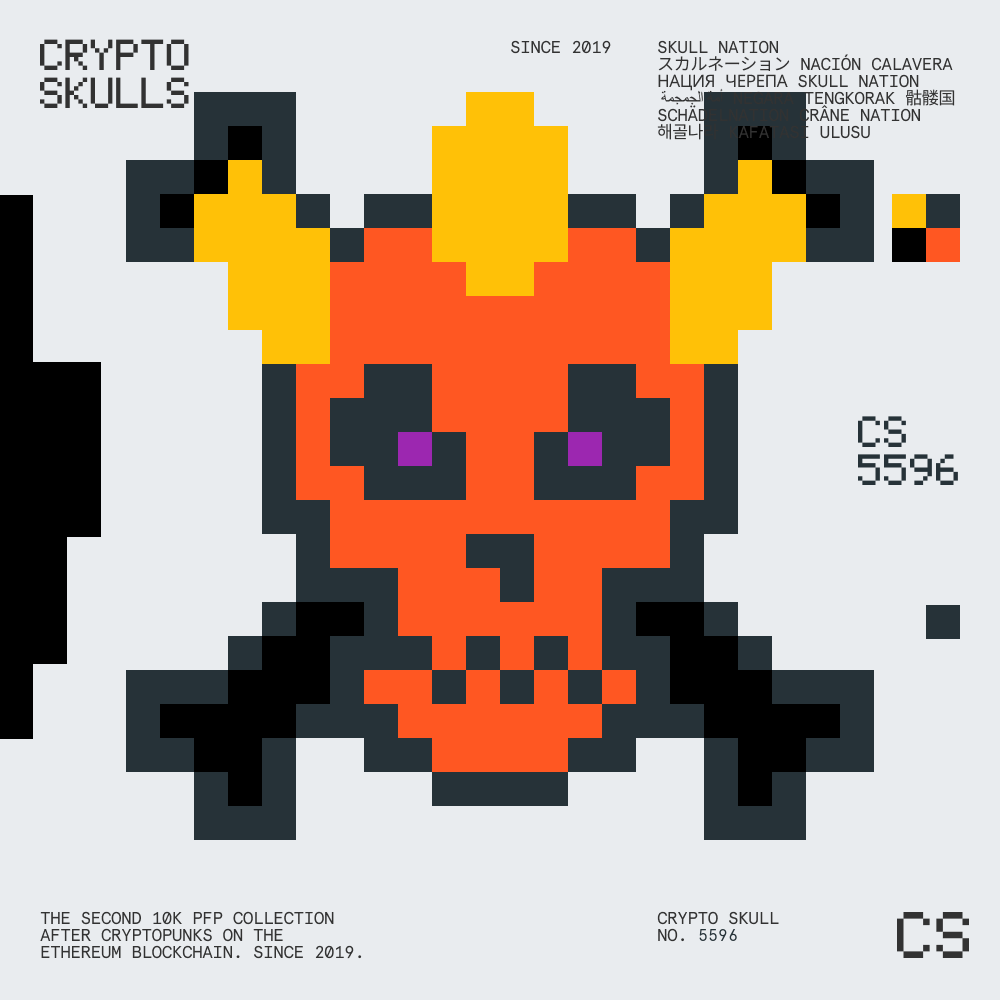 CRYPTO
SKULLS
SINCE 2019
SKULL NATION
スカルネーション NACIÓN CALAVERA
НАЦИЯ ЧЕРЕПА SKULL NATION
الجمجمة TENGKORAK 骷髅国
CRÂNE NATION
해골나 ULUSU
CS
5596
THE SECOND 10K PFP COLLECTION
AFTER CRYPTOPUNKS ON THE
ETHEREUM BLOCKCHAIN. SINCE 2019.
CRYPTO SKULL
NO. 5596
CS